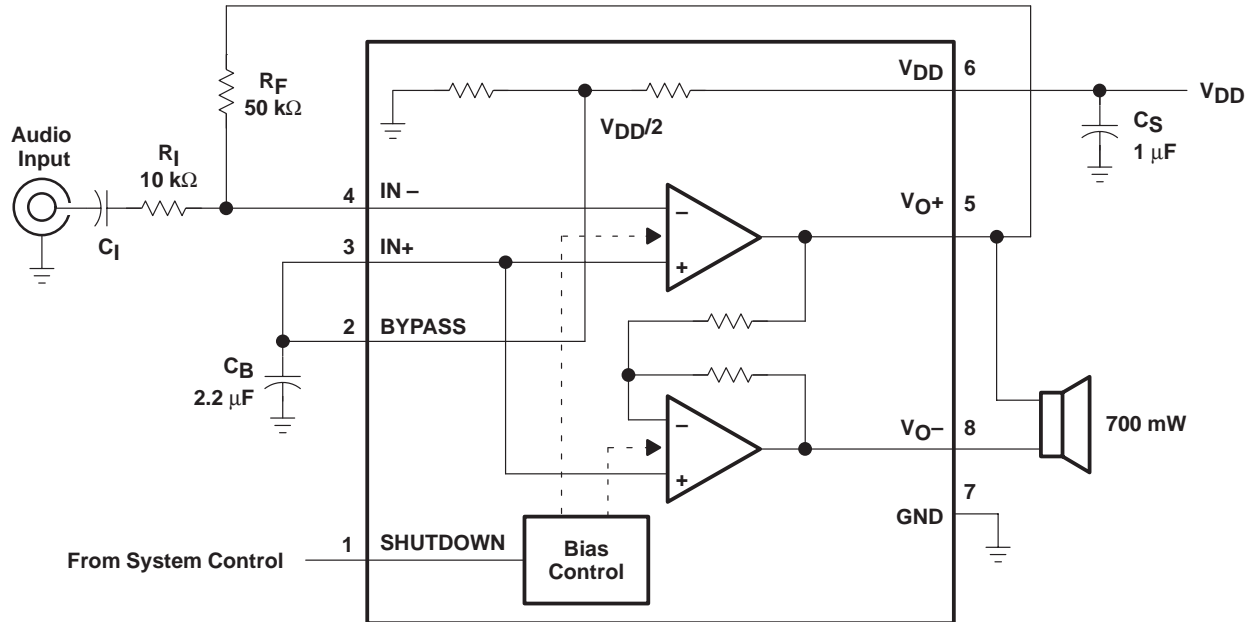 VDD 6
RF
50 kΩ
VDD
VDD/2
CS
1 μF
Audio
Input
RI
10 kΩ
CI
4 IN –
VO+ 5
3 IN+
2 BYPASS
CB
2.2 μF
–
+
–
+
VO– 8
700 mW
7
GND
1 SHUTDOWN
From System Control
Bias
Control